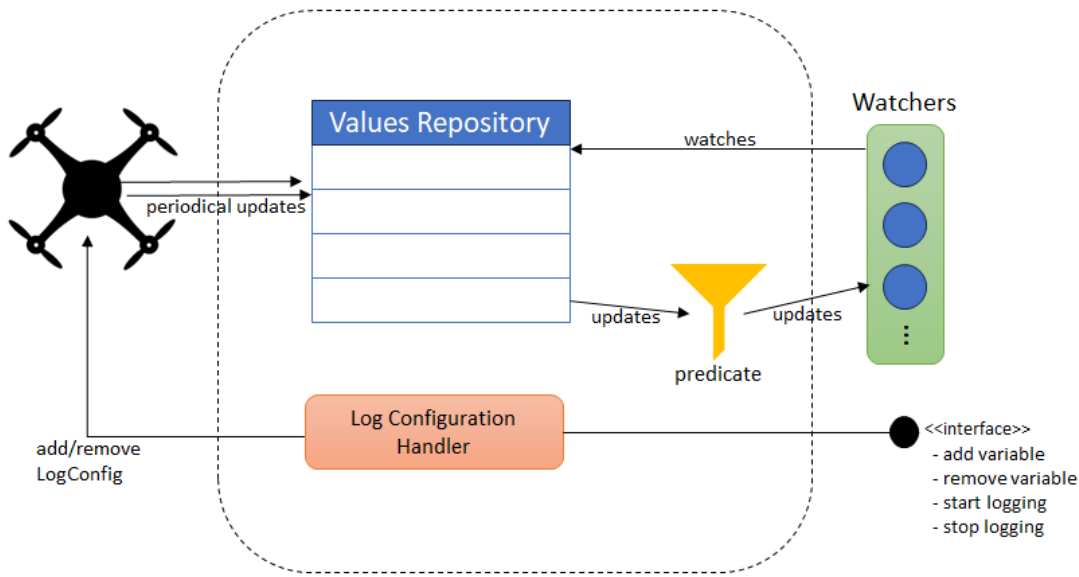 Watchers
Values Repository
watches
periodical updates
updates
updates
predicate
Log Configuration
Handler
add/remove
LogConfig
<<interface>>
- add variable
- remove variable
- start logging
- stop logging